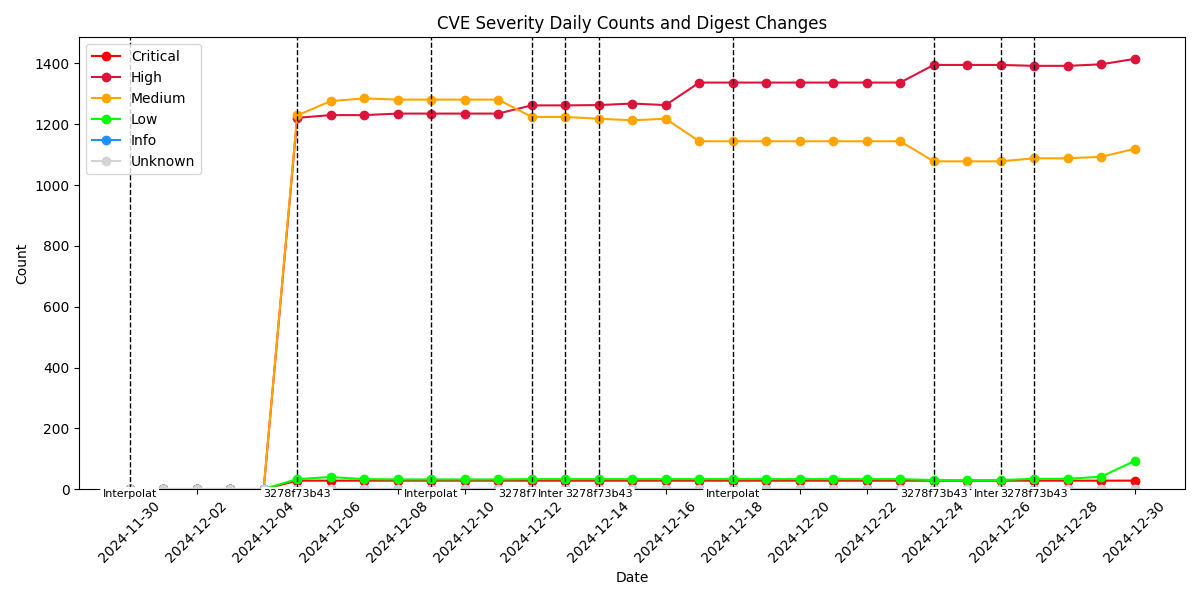 CVE Severity Daily Counts and Digest Changes
Critical
High
Medium
Low
Info
Unknown
Count
1400
1200
1000
800
600
400
200
0
Interpolat
3278f73b43
Interpolat
3278f7
Inter
3278f73b43
Interpolat
3278f73b43
Inter
3278f73b43
2024-11-30
2024-12-02
2024-12-04
2024-12-06
2024-12-08
2024-12-10
2024-12-12
2024-12-14
2024-12-16
2024-12-18
2024-12-20
2024-12-22
2024-12-24
2024-12-26
2024-12-28
2024-12-30
Date